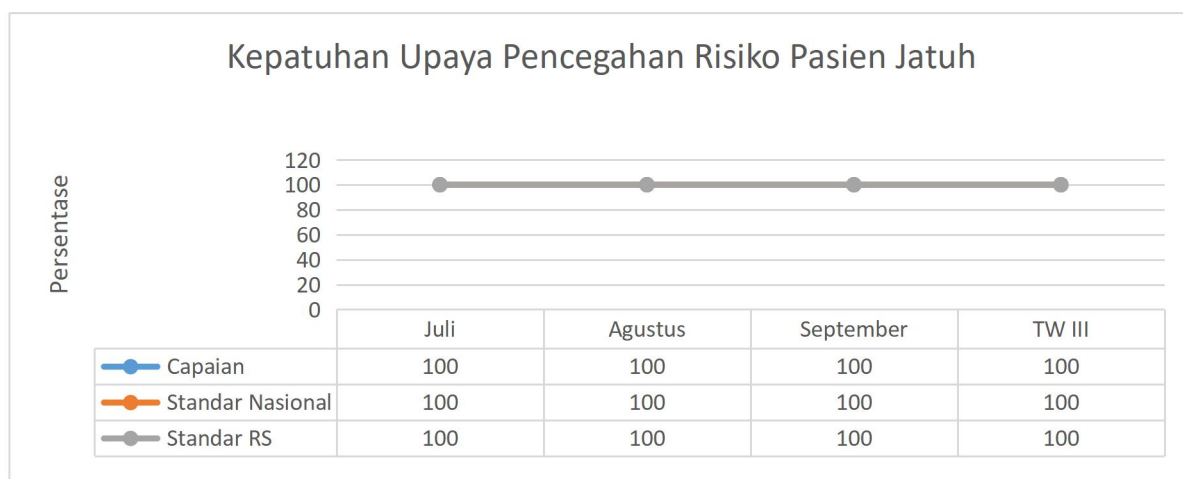 Kepatuhan Upaya Pencegahan Risiko Pasien Jatuh
Persentase
120
100
80
60
40
20
0
Juli Agustus September TW III
Capaian 100 100 100 100
Standar Nasional 100 100 100 100
Standar RS 100 100 100 100